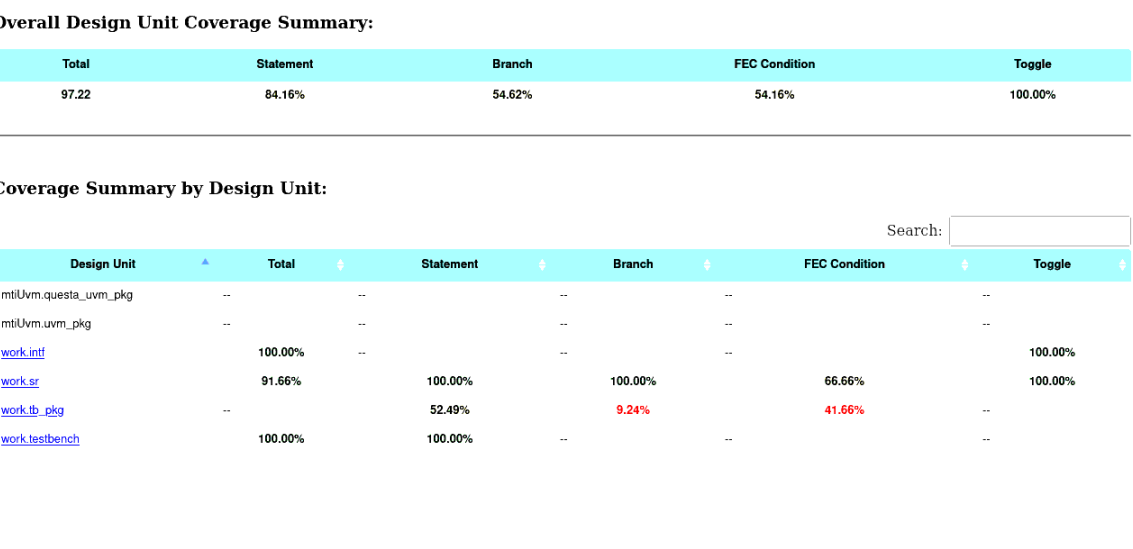 Overall Design Unit Coverage Summary:
Total Statement Branch FEC Condition Toggle
97.22 84.16% 54.62% 54.16% 100.00%
Coverage Summary by Design Unit:
Search:
Design Unit Total Statement Branch FEC Condition Toggle
mtiUvm.questa_uvm_pkg -- -- -- -- --
mtiUvm.uvm_pkg -- -- -- -- --
work.intf 100.00% -- -- -- 100.00%
work.sr 91.66% 100.00% 100.00% 66.66% 100.00%
work.tb_pkg -- 52.49% 9.24% 41.66% --
work.testbench 100.00% 100.00% -- -- --